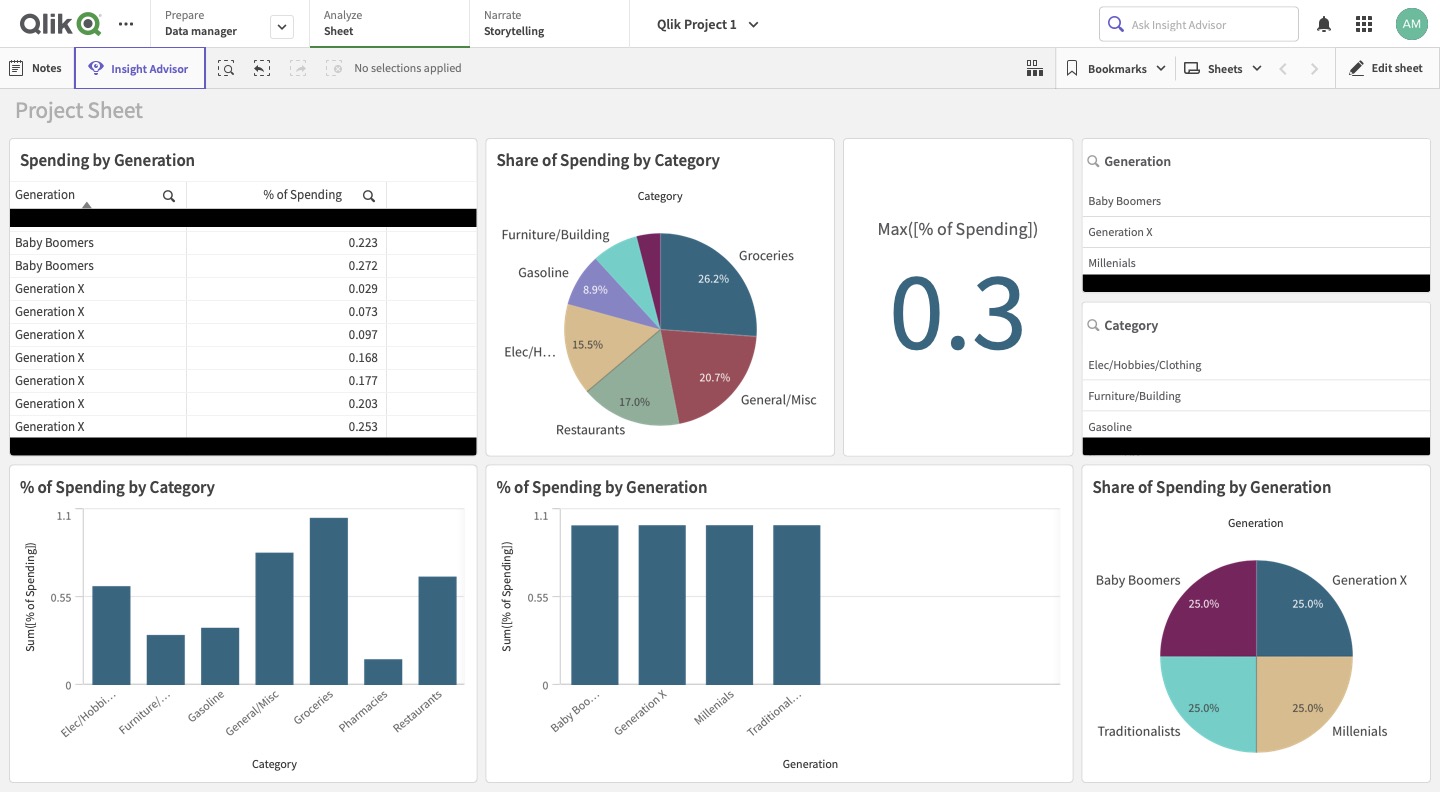 Qlik
Prepare
Data manager
Analyze
Sheet
Narrate
Storytelling
Qlik Project 1
Ask Insight Advisor
AM
Notes
Insight Advisor
No selections applied
Bookmarks
Sheets
Edit sheet
Project Sheet
Spending by Generation
Generation % of Spending
Baby Boomers 0.223
Baby Boomers 0.272
Generation X 0.029
Generation X 0.073
Generation X 0.097
Generation X 0.168
Generation X 0.177
Generation X 0.203
Generation X 0.253
Share of Spending by Category
Category
Furniture/Building
Groceries
Gasoline
26.2%
8.9%
15.5%
Elec/H...
20.7%
General/Misc
17.0%
Restaurants
Max([% of Spending])
0.3
Generation
Baby Boomers
Generation X
Millenials
Category
Elec/Hobbies/Clothing
Furniture/Building
Gasoline
% of Spending by Category
1.1
0.55
0
Sum([% of Spending])
Elec/Hobbi...
Furniture/...
Gasoline
General/Misc
Groceries
Pharmacies
Restaurants
Category
% of Spending by Generation
1.1
0.55
0
Sum([% of Spending])
Baby Boo...
Generation X
Millenials
Traditional...
Generation
Share of Spending by Generation
Generation
Baby Boomers
Generation X
25.0%
25.0%
25.0%
25.0%
Traditionalists
Millenials